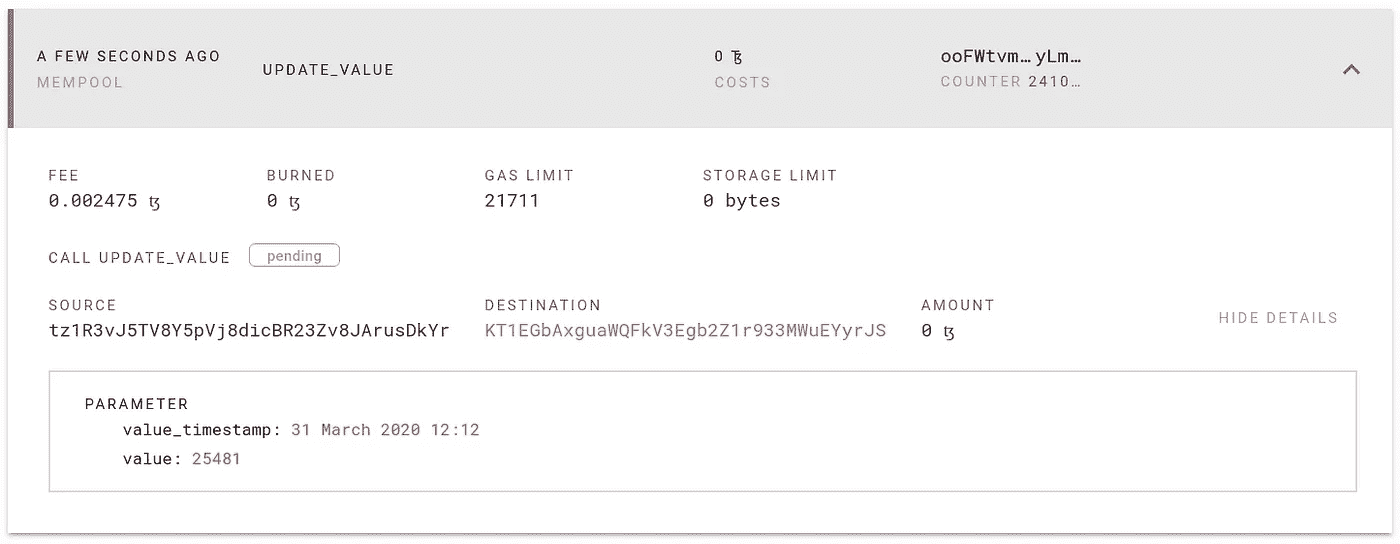 A FEW SECONDS AGO
MEMPOOL
UPDATE_VALUE
0 ꜩ
COSTS
ooFWtvm… yLm…
COUNTER 2410…
FEE
0.002475 ꜩ
BURNED
0 ꜩ
GAS LIMIT
21711
STORAGE LIMIT
0 bytes
CALL UPDATE_VALUE
pending
SOURCE
tz1R3vJ5TV8Y5pVj8dicBR23Zv8JArusDkYr
DESTINATION
KT1EGbAxguaWQFkV3Egb2Z1r933MWuEYyrJS
AMOUNT
0 ꜩ
HIDE DETAILS
PARAMETER
value_timestamp: 31 March 2020 12:12
value: 25481